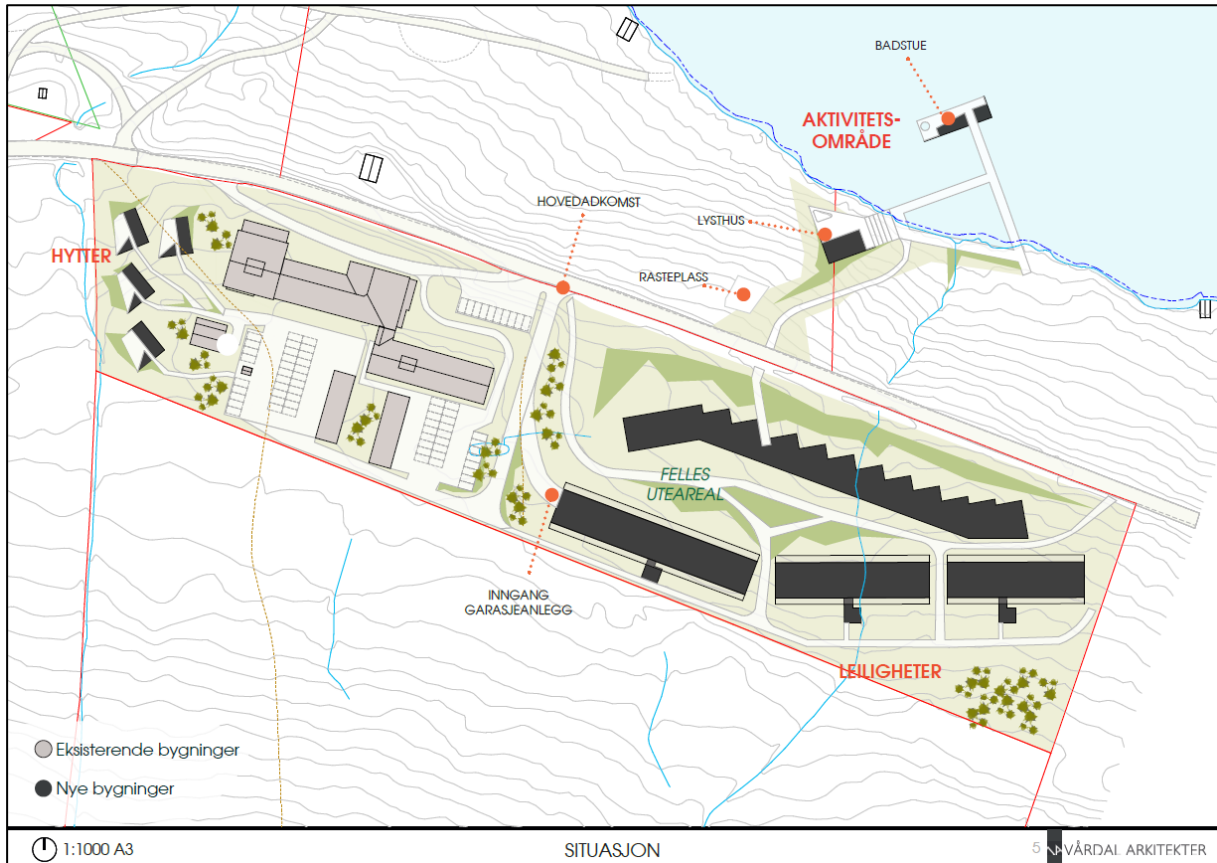 BADSTUE
AKTIVITETS-
OMRÅDE
HOVEDADKOMST
LYSTHUS
HYTTER
RASTEPLASS
FELLES
UTEAREAL
INNGANG
GARASJEANLEGG
LEILIGHETER
Eksisterende bygninger
Nye bygninger
1:1000 A3
SITUASJON
5
VÅRDAL ARKITEKTER